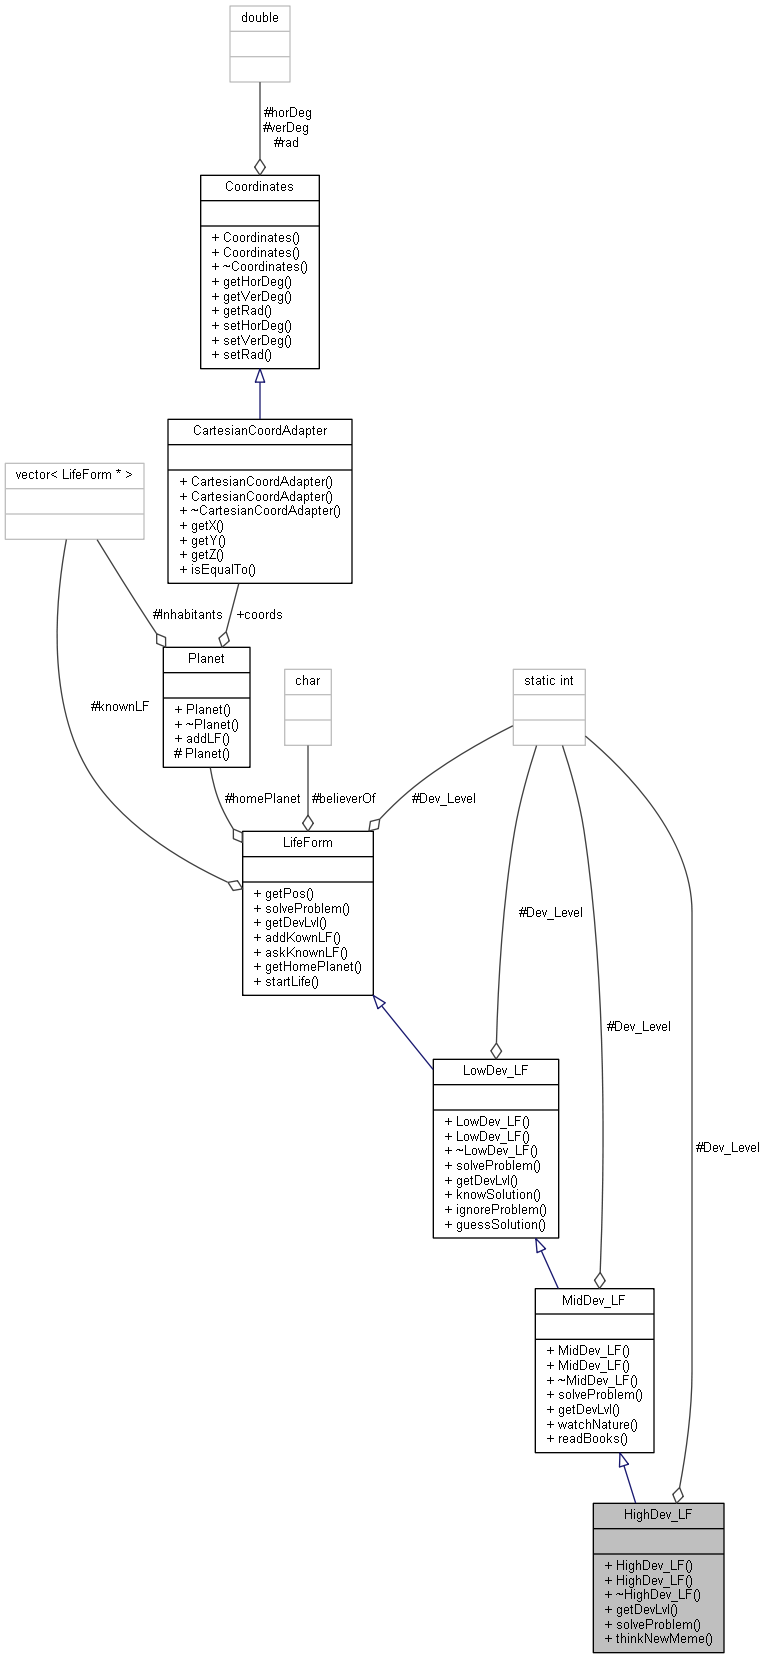 double
#horDeg
#verDeg
#rad
Coordinates
+ Coordinates()
+ Coordinates()
+ ~Coordinates()
+ getHorDeg()
+ getVerDeg()
+ getRad()
+ setHorDeg()
+ setVerDeg()
+ setRad()
CartesianCoordAdapter
+ CartesianCoordAdapter()
+ CartesianCoordAdapter()
+ ~CartesianCoordAdapter()
+ getX()
+ getY()
+ getZ()
+ isEqualTo()
vector< LifeForm * >
#Inhabitants
+coords
Planet
+ Planet()
+ ~Planet()
+ addLF()
# Planet()
char
static int
#knownLF
#homePlanet
#believerOf
#Dev_Level
LifeForm
+ getPos()
+ solveProblem()
+ getDevLvl()
+ addKownLF()
+ askKnownLF()
+ getHomePlanet()
+ startLife()
#Dev_Level
#Dev_Level
#Dev_Level
LowDev_LF
+ LowDev_LF()
+ LowDev_LF()
+ ~LowDev_LF()
+ solveProblem()
+ getDevLvl()
+ knowSolution()
+ ignoreProblem()
+ guessSolution()
MidDev_LF
+ MidDev_LF()
+ MidDev_LF()
+ ~MidDev_LF()
+ solveProblem()
+ getDevLvl()
+ watchNature()
+ readBooks()
HighDev_LF
+ HighDev_LF()
+ HighDev_LF()
+ ~HighDev_LF()
+ getDevLvl()
+ solveProblem()
+ thinkNewMeme()